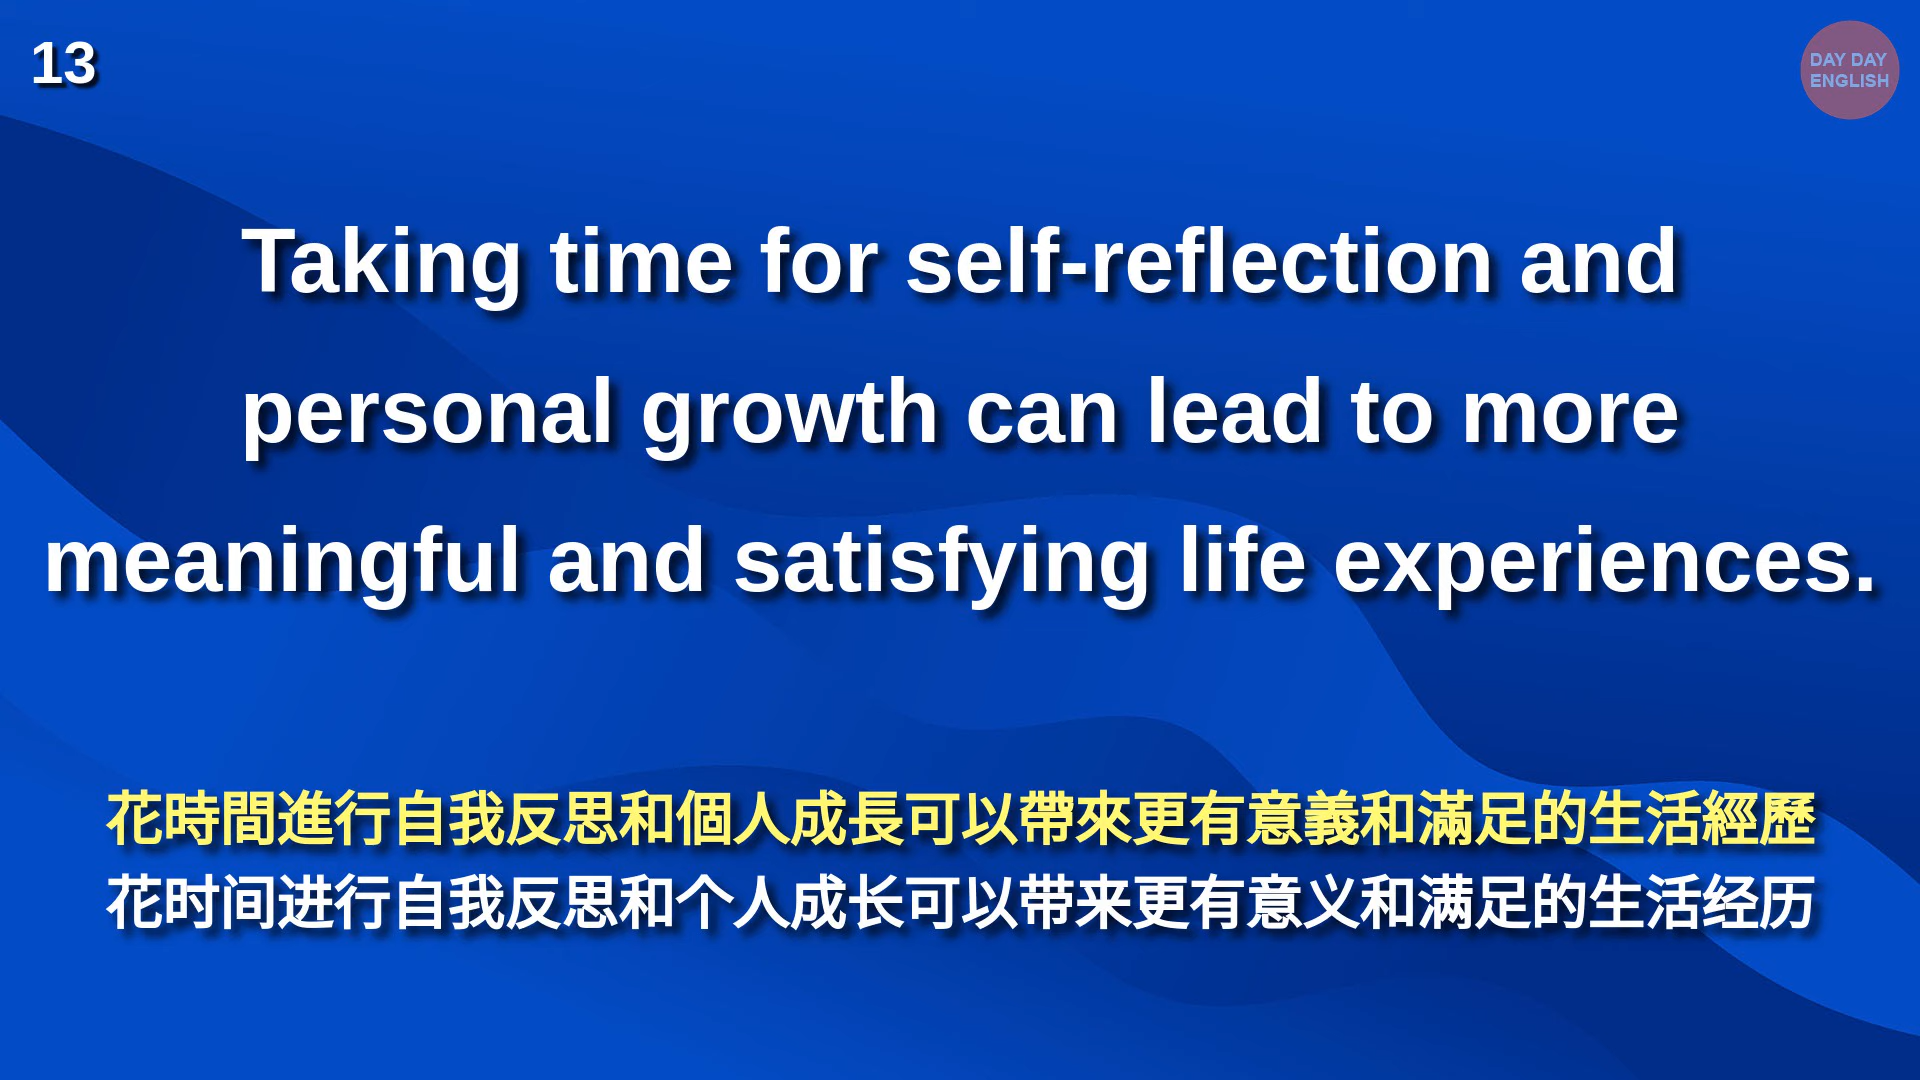 13
DAY DAY
ENGLISH
Taking time for self-reflection and
personal growth can lead to more
meaningful and satisfying life experiences.
花時間進行自我反思和個人成長可以帶來更有意義和滿足的生活經歷
花时间进行自我反思和个人成长可以带来更有意义和满足的生活经历